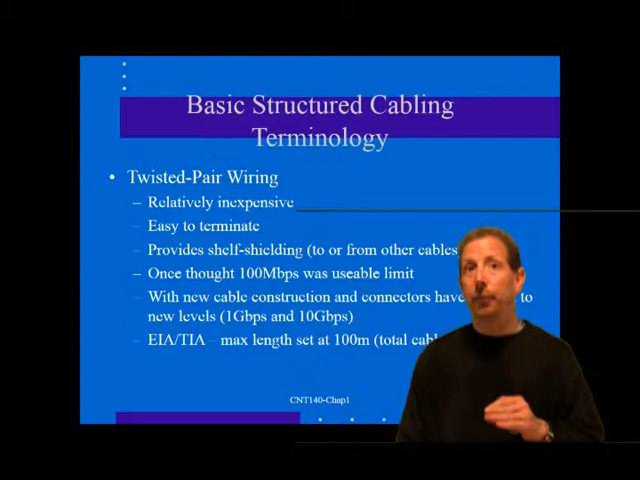 Basic Structured Cabling
Terminology
• Twisted-Pair Wiring
– Relatively inexpensive
– Easy to terminate
– Provides shelf-shielding (to or from other cables
– Once thought 100Mbps was useable limit
– With new cable construction and connectors have to
new levels (1Gbps and 10Gbps)
– EIA/TIA – max length set at 100m (total
CNT140-Chap1